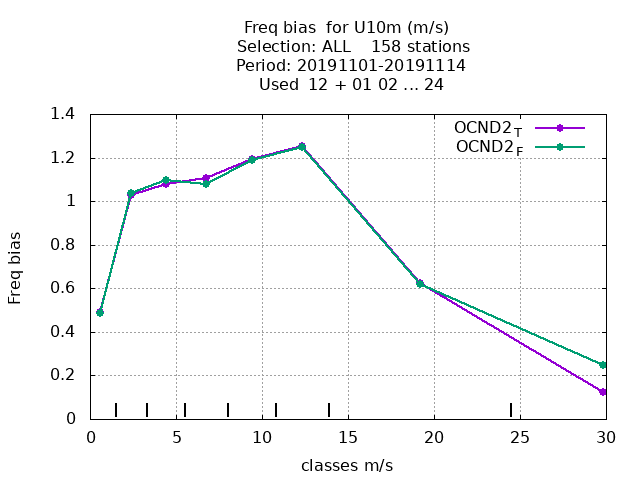 Freq bias  for U10m (m/s)
Selection: ALL    158 stations
Period: 20191101-20191114
Used  12 + 01 02 ... 24
OCND2T
OCND2F
1.4
1.2
1
0.8
0.6
0.4
0.2
0
Freq bias
0 5 10 15 20 25 30
classes m/s